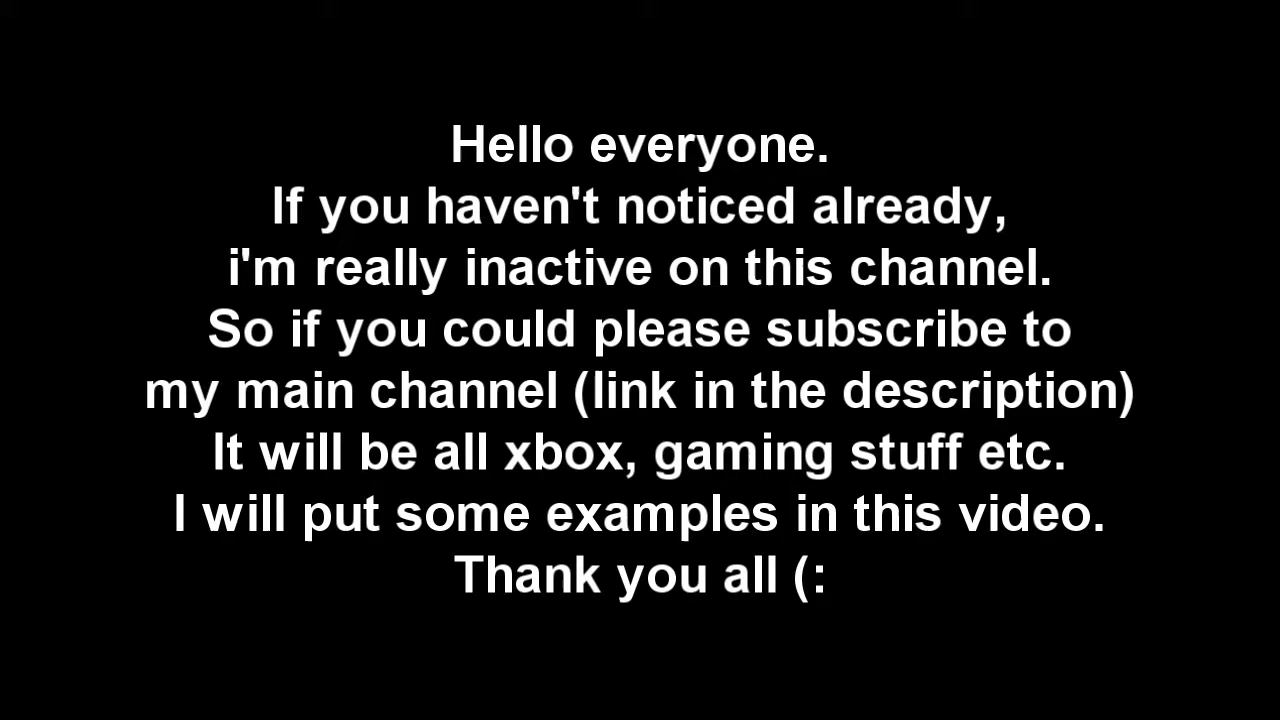 Hello everyone.
If you haven't noticed already,
i'm really inactive on this channel.
So if you could please subscribe to
my main channel (link in the description)
It will be all xbox, gaming stuff etc.
I will put some examples in this video.
Thank you all (: